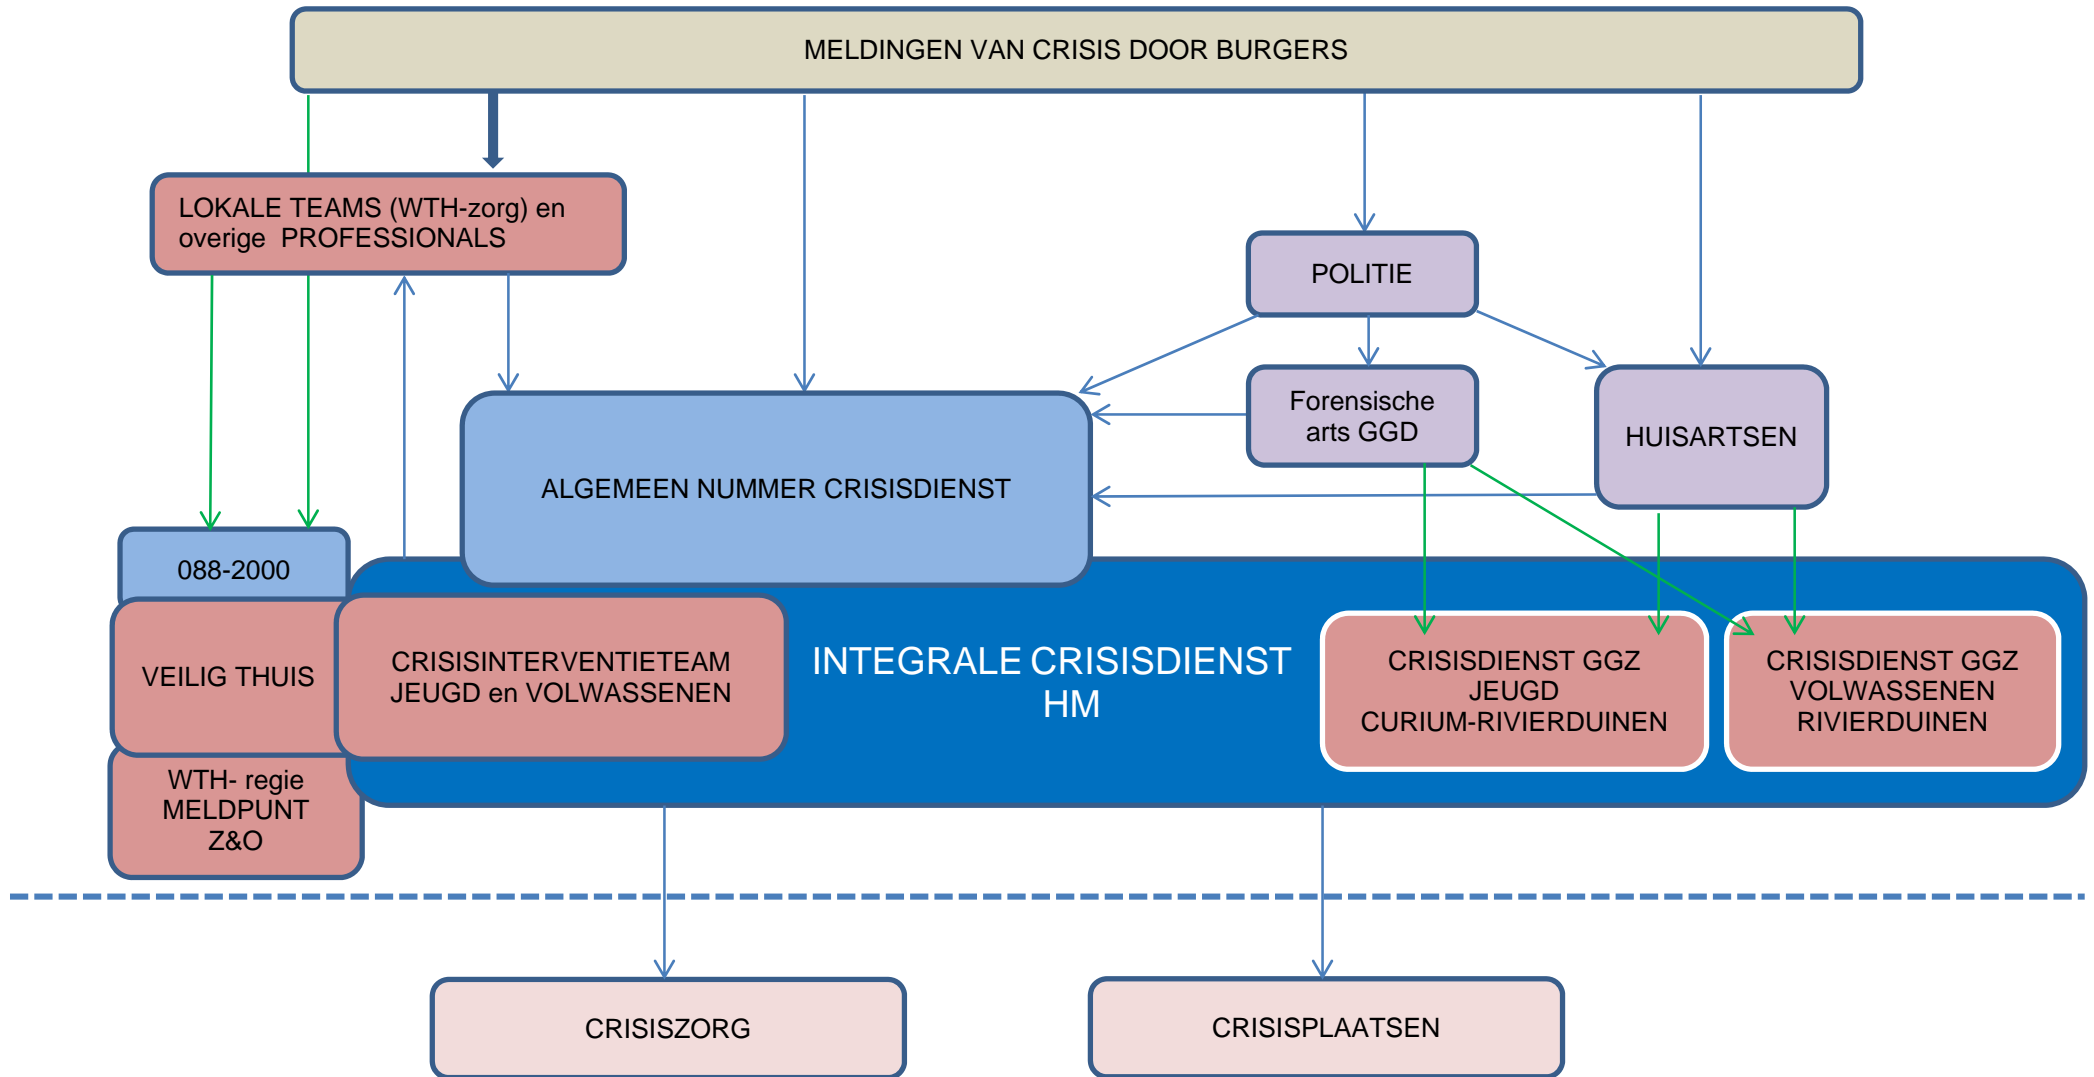 MELDINGEN VAN CRISIS DOOR BURGERS
LOKALE TEAMS (WTH-zorg) en
overige PROFESSIONALS
POLITIE
Forensische
arts GGD
HUISARTSEN
ALGEMEEN NUMMER CRISISDIENST
088-2000
VEILIG THUIS
WTH- regie
MELDPUNT
Z&O
CRISISINTERVENTIETEAM
JEUGD en VOLWASSENEN
INTEGRALE CRISISDIENST
HM
CRISISDIENST GGZ
JEUGD
CURIUM-RIVIERDUINEN
CRISISDIENST GGZ
VOLWASSENEN
RIVIERDUINEN
CRISISZORG
CRISISPLAATSEN